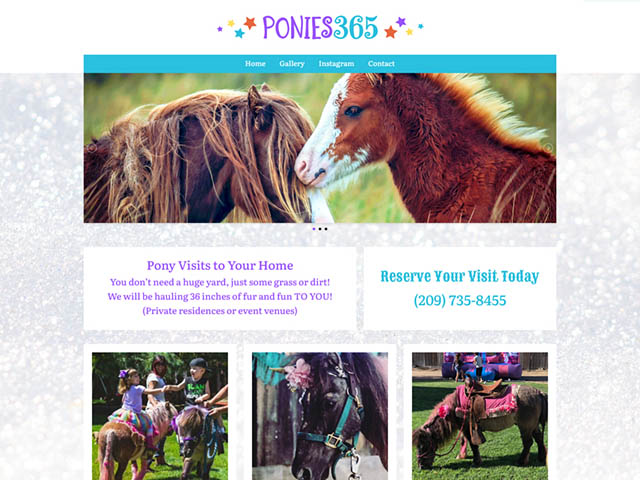 PONIES365
Home Gallery Instagram Contact
Pony Visits to Your Home
You don't need a huge yard, just some grass or dirt!
We will be hauling 36 inches of fur and fun TO YOU!
(Private residences or event venues)
Reserve Your Visit Today
(209) 735-8455